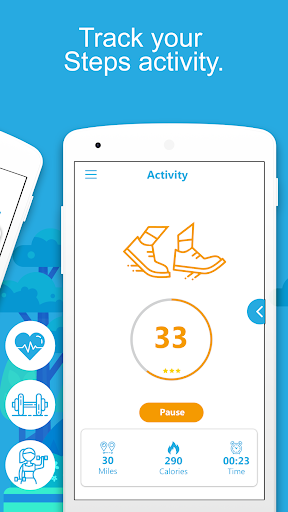 Track your
Steps activity.
Activity
33
Pause
30
Miles
290
Calories
00:23
Time